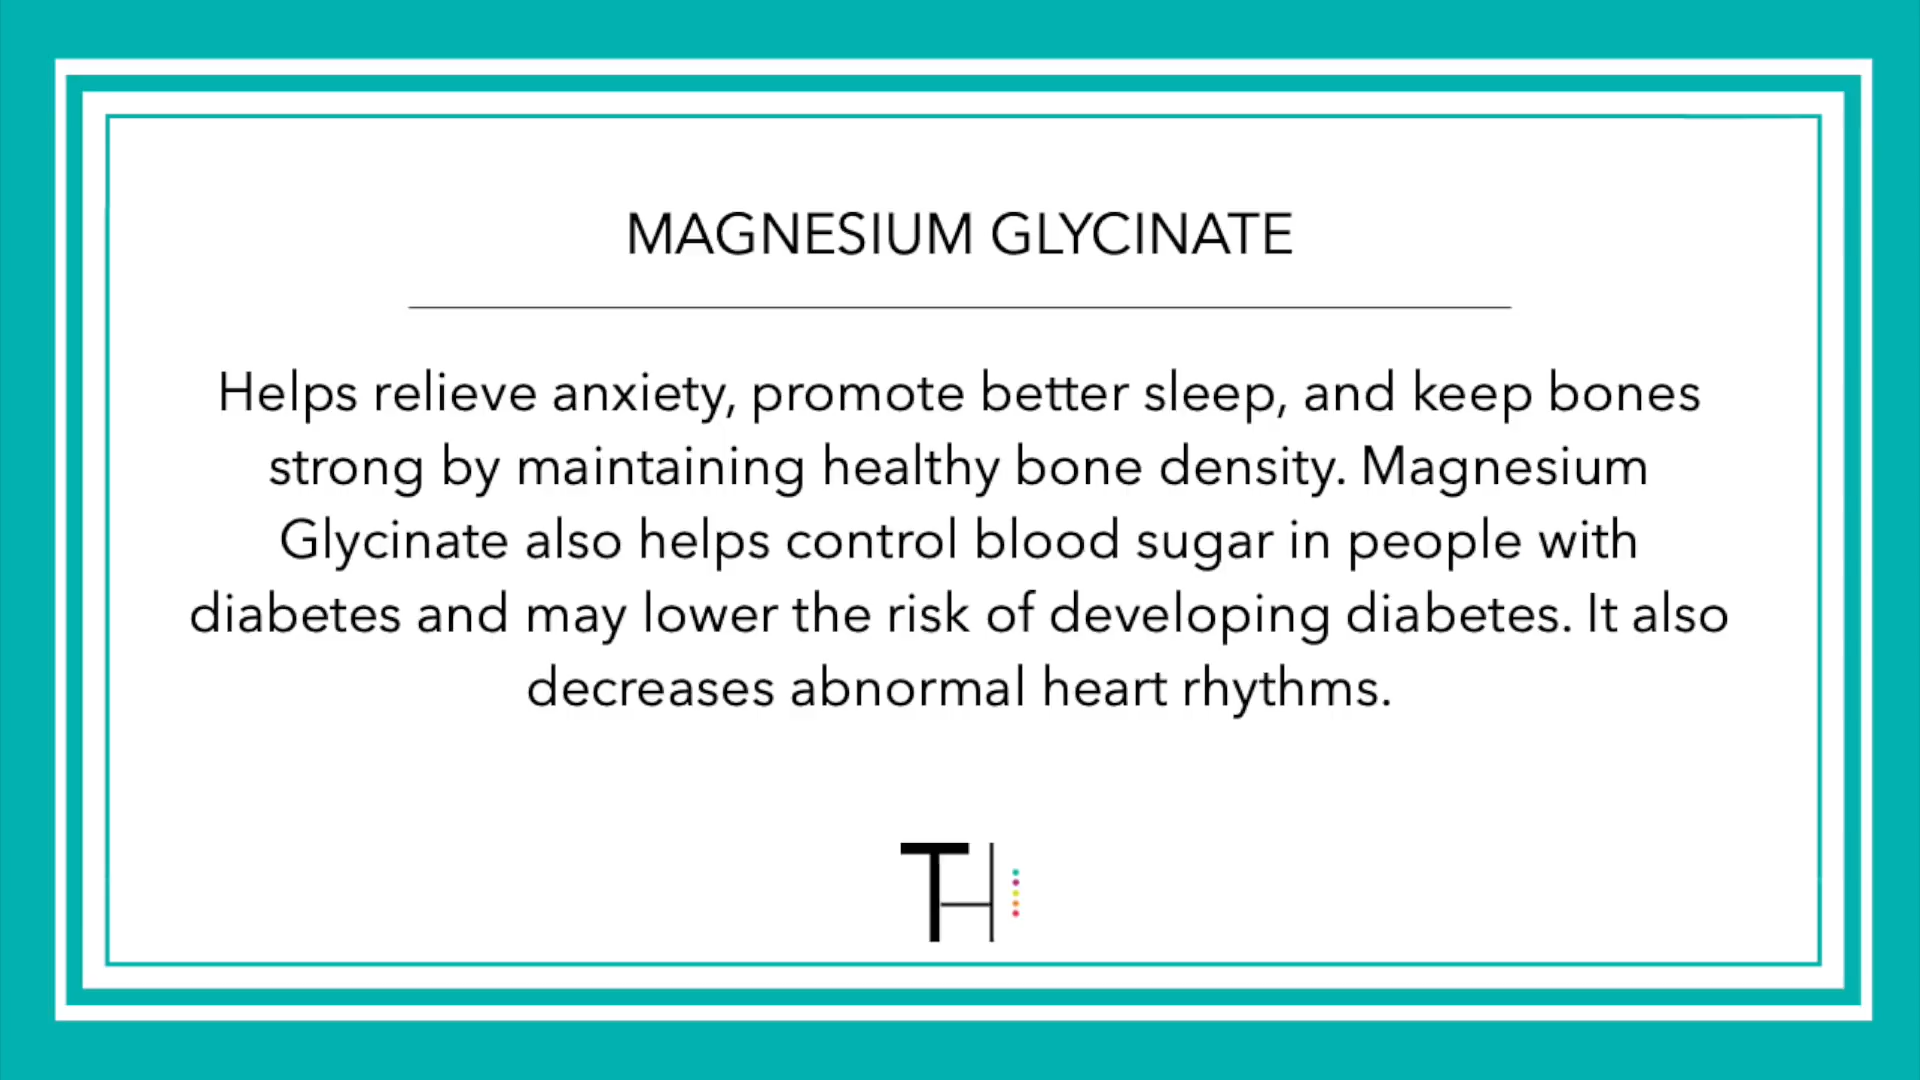 MAGNESIUM GLYCINATE
Helps relieve anxiety, promote better sleep, and keep bones
strong by maintaining healthy bone density. Magnesium
Glycinate also helps control blood sugar in people with
diabetes and may lower the risk of developing diabetes. It also
decreases abnormal heart rhythms.
TH